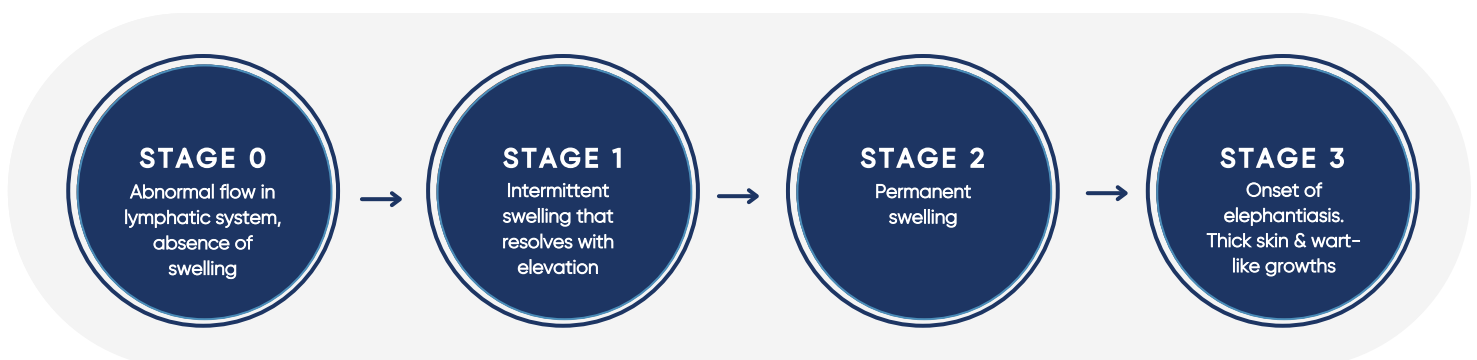 STAGE 0
Abnormal flow in
lymphatic system,
absence of
swelling
STAGE 1
Intermittent
swelling that
resolves with
elevation
STAGE 2
Permanent
swelling
STAGE 3
Onset of
elephantiasis.
Thick skin & wart-
like growths